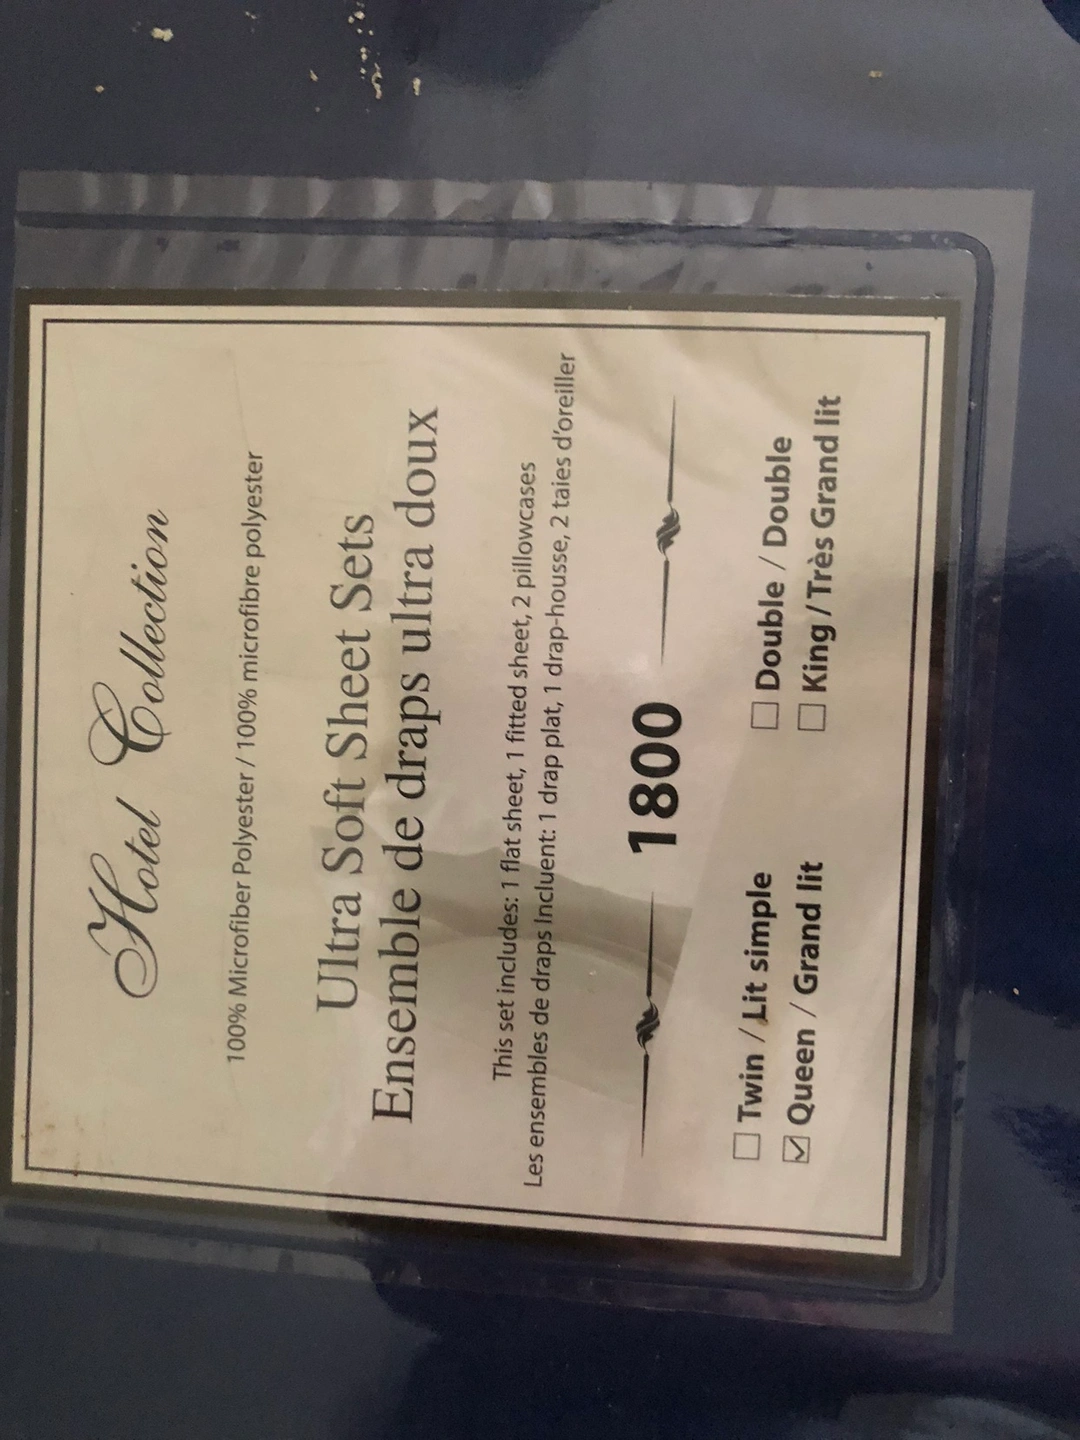 Hotel Collection
100% Microfiber Polyester / 100% microfibre polyester
Ultra Soft Sheet Sets
Ensemble de draps ultra doux
This set includes: 1 flat sheet, 1 fitted sheet, 2 pillowcases
Les ensembles de draps Incluent: 1 drap plat, 1 drap-housse, 2 taies d'oreiller
1800
☐ Twin / Lit simple ☐ Double / Double
☑ Queen / Grand lit ☐ King / Très Grand lit